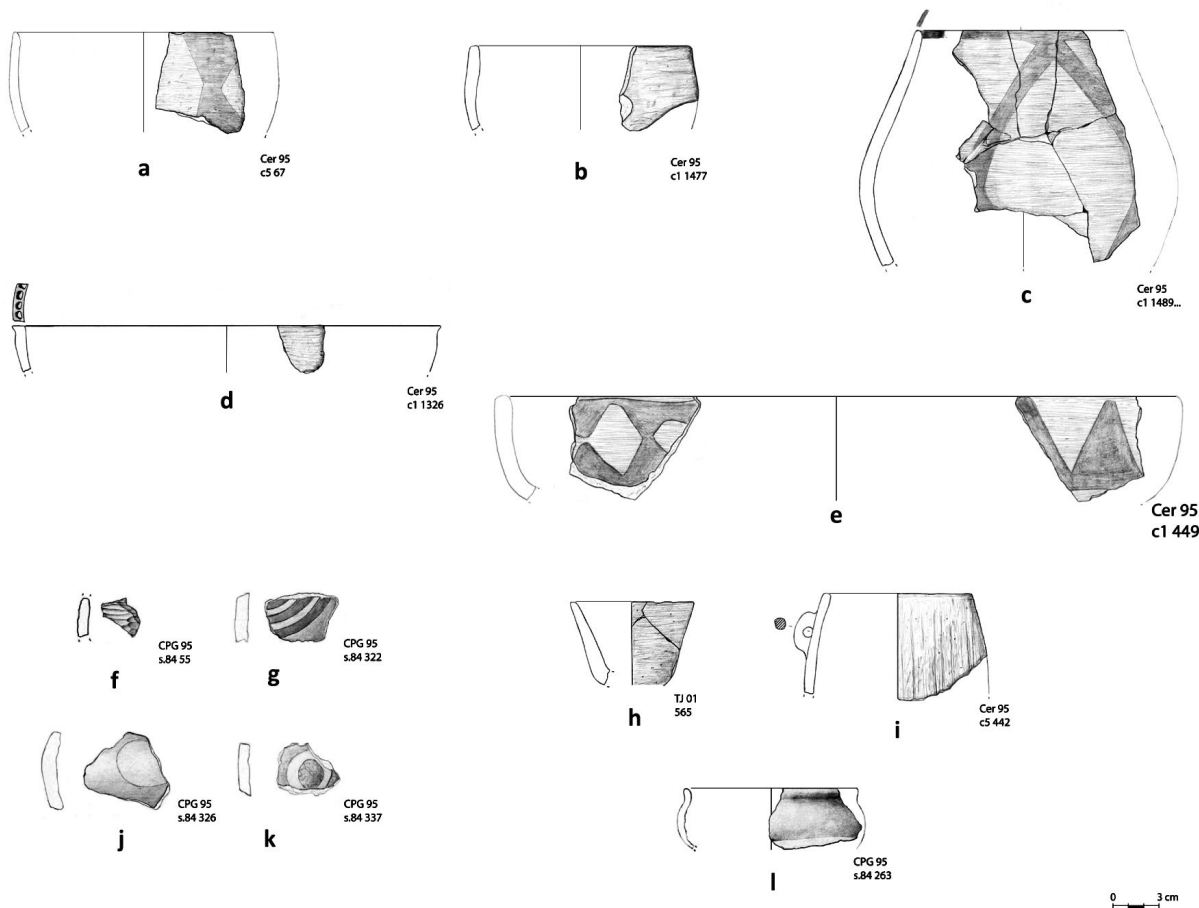 a
Cer 95
c5 67
b
Cer 95
c1 1477
c
Cer 95
c1 1489...
d
Cer 95
c1 1326
e
Cer 95
c1 449
f
CPG 95
s.84 55
g
CPG 95
s.84 322
h
TJ 01
565
i
Cer 95
c5 442
j
CPG 95
s.84 326
k
CPG 95
s.84 337
l
CPG 95
s.84 263
0 3 cm